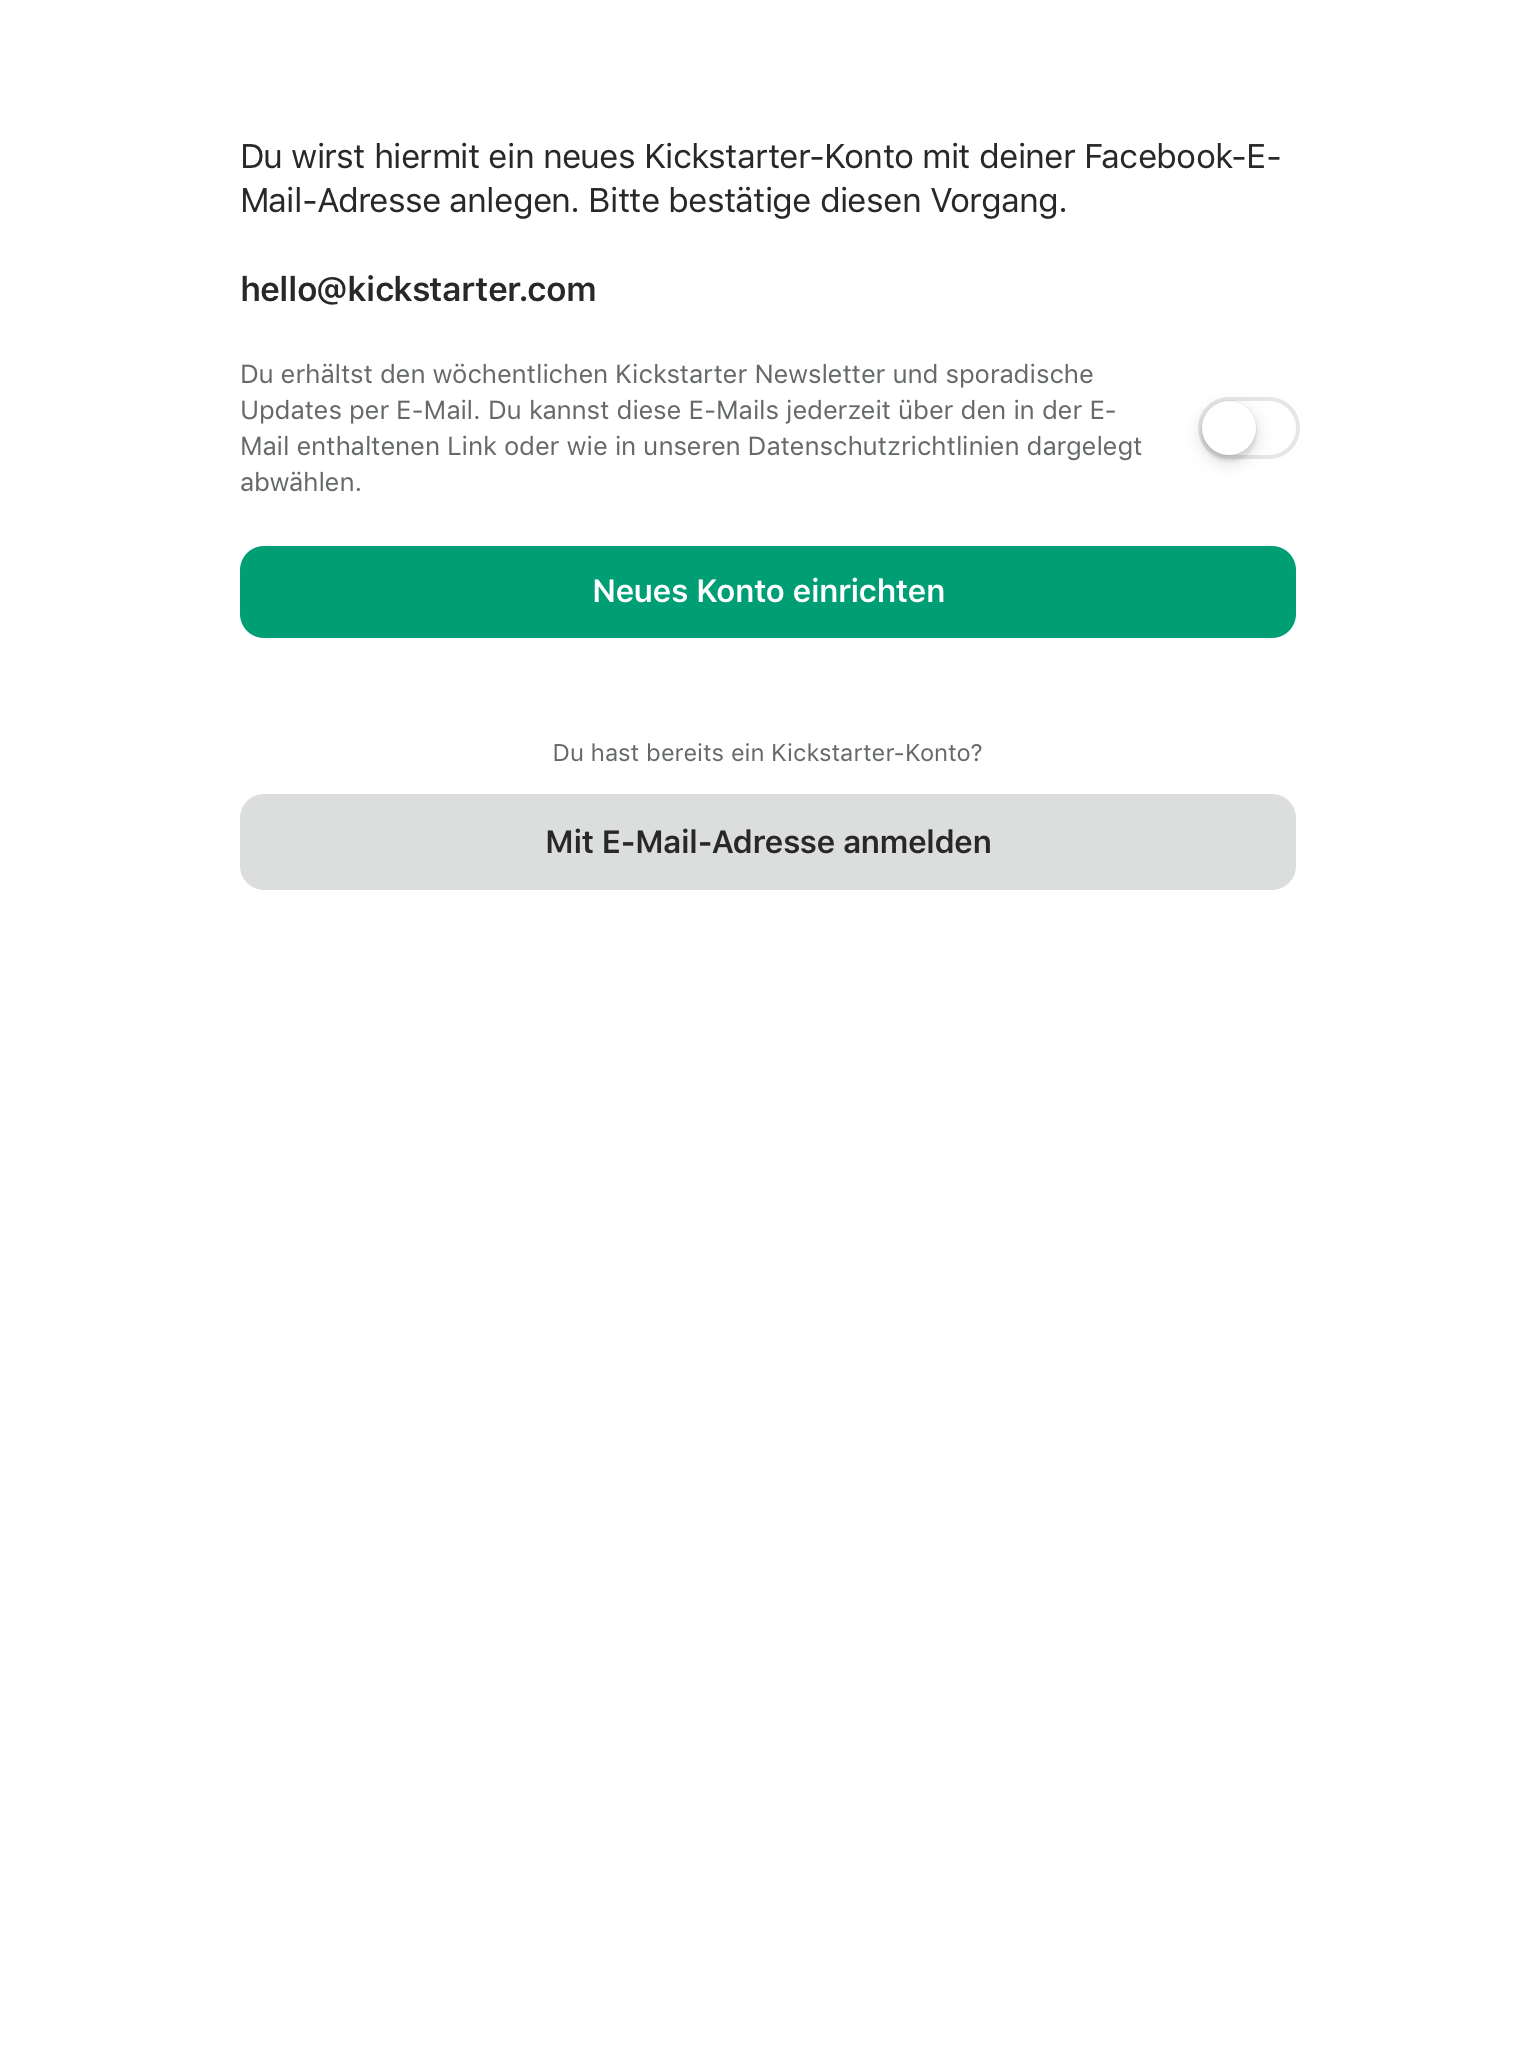 Du wirst hiermit ein neues Kickstarter-Konto mit deiner Facebook-E-
Mail-Adresse anlegen. Bitte bestätige diesen Vorgang.
hello@kickstarter.com
Du erhältst den wöchentlichen Kickstarter Newsletter und sporadische
Updates per E-Mail. Du kannst diese E-Mails jederzeit über den in der E-
Mail enthaltenen Link oder wie in unseren Datenschutzrichtlinien dargelegt
abwählen.
Neues Konto einrichten
Du hast bereits ein Kickstarter-Konto?
Mit E-Mail-Adresse anmelden